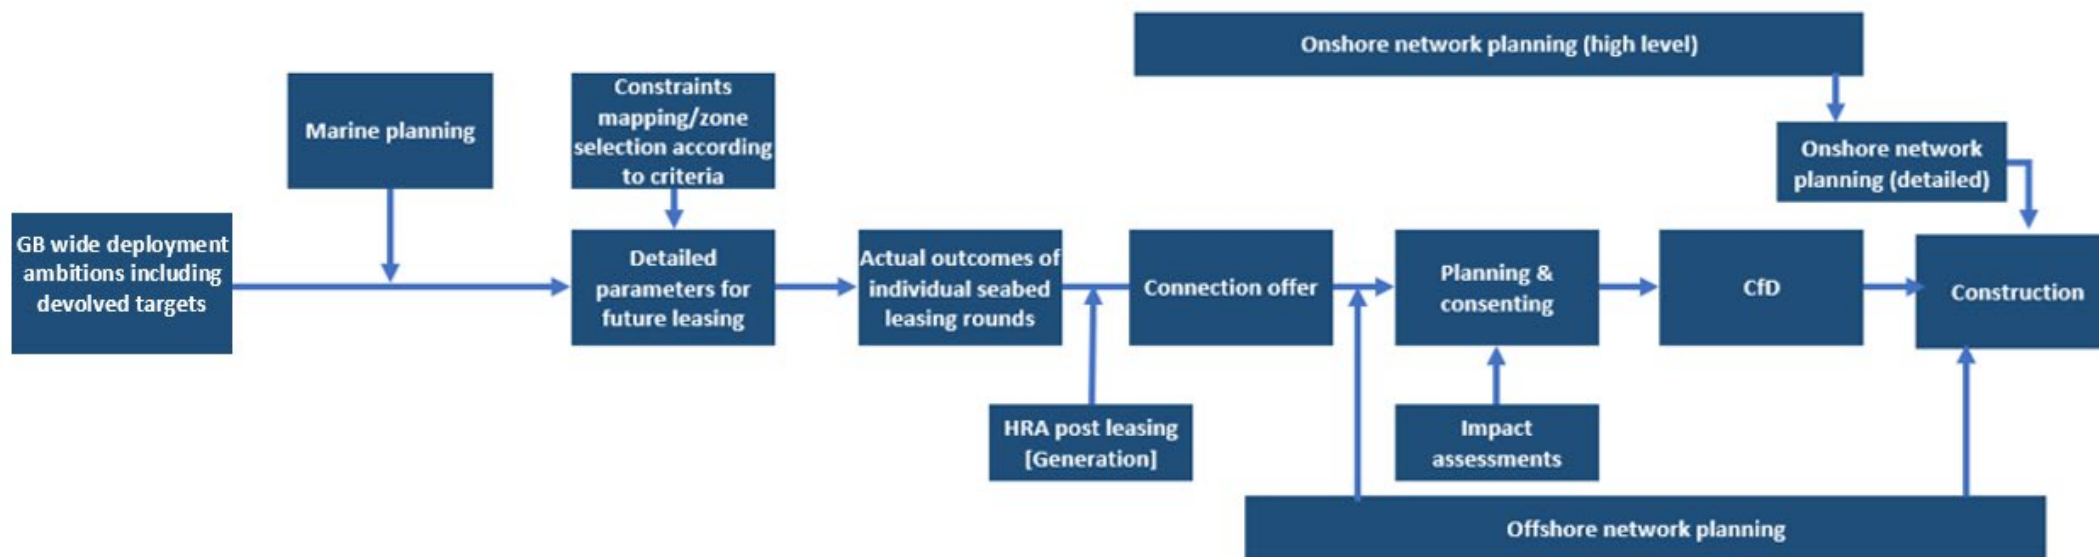 Onshore network planning (high level)
Marine planning
Constraints
mapping/zone
selection according
to criteria
Onshore network
planning (detailed)
GB wide deployment
ambitions including
devolved targets
Detailed
parameters for
future leasing
Actual outcomes of
individual seabed
leasing rounds
Connection offer
Planning &
consenting
CfD
Construction
HRA post leasing
[Generation]
Impact
assessments
Offshore network planning